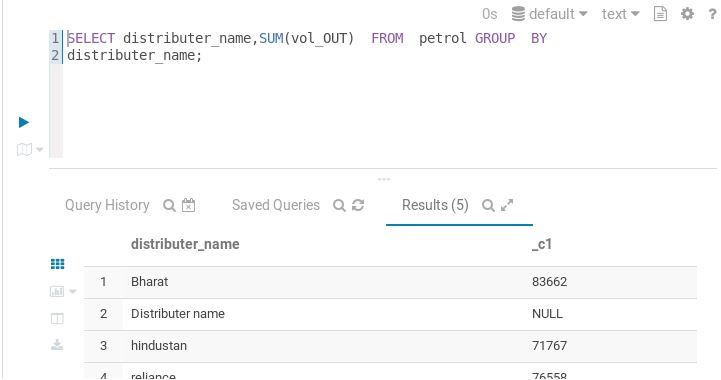 0s default text ?
1 SELECT distributer_name,SUM(vol_OUT) FROM petrol GROUP BY
2 distributer_name;
Query History Saved Queries Results (5)
distributer_name _c1
1 Bharat 83662
2 Distributer name NULL
3 hindustan 71767
4 reliance 76558